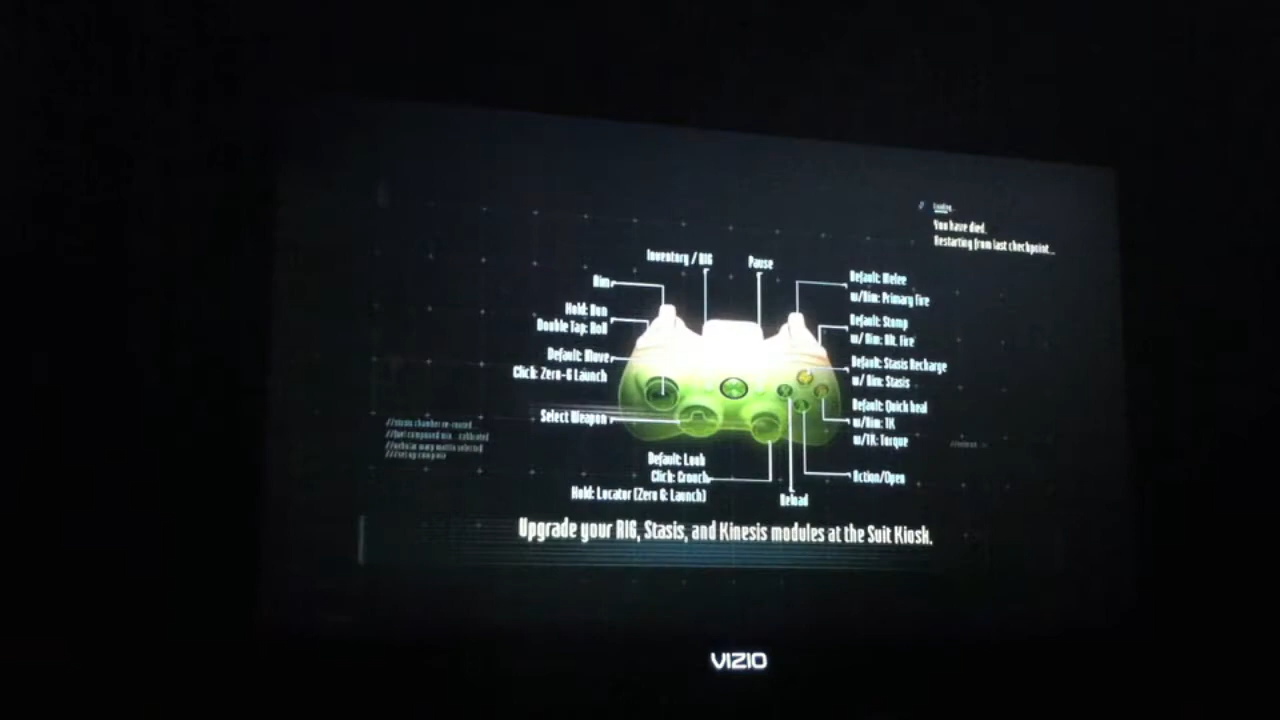 Loading...
You have died.
Restarting from last checkpoint...
Inventory / RIG
Pause
Aim
Hold: Run
Double Tap: Roll
Default: Move
Click: Zero-G Launch
Select Weapon
Default: Look
Click: Crouch
Hold: Locator (Zero G: Launch)
Default: Melee
w/Aim: Primary Fire
Default: Stomp
w/ Aim: Alt. Fire
Default: Stasis Recharge
w/ Aim: Stasis
Default: Quick heal
w/Aim: TK
w/TK: Torque
Action/Open
Reload
Upgrade your RIG, Stasis, and Kinesis modules at the Suit Kiosk.
VIZIO